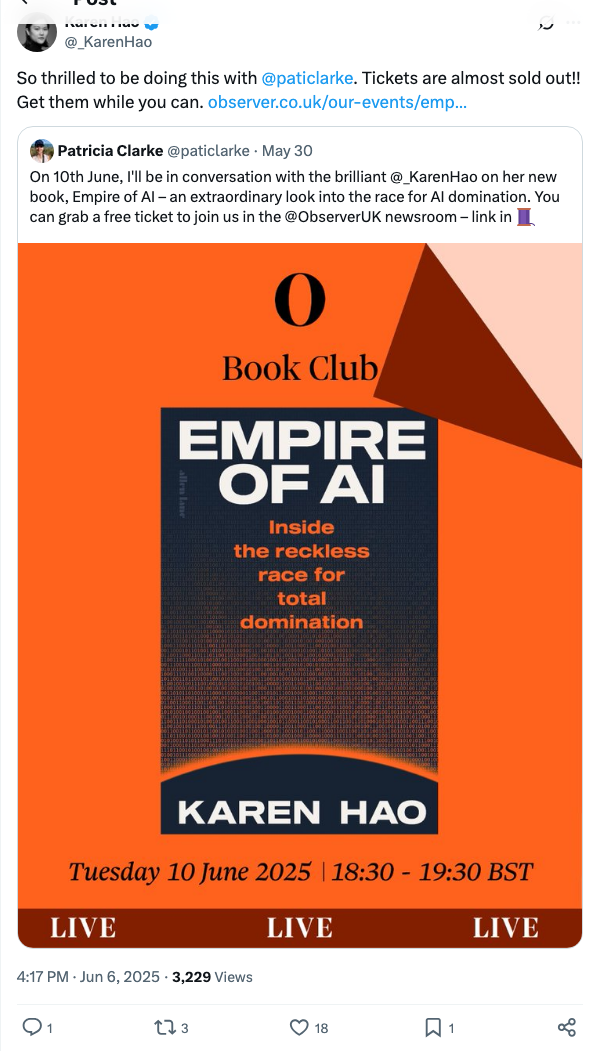 Post
Karen Hao
@_KarenHao
So thrilled to be doing this with @paticlarke. Tickets are almost sold out!!
Get them while you can. observer.co.uk/our-events/emp...
Patricia Clarke @paticlarke · May 30
On 10th June, I'll be in conversation with the brilliant @_KarenHao on her new
book, Empire of AI – an extraordinary look into the race for AI domination. You
can grab a free ticket to join us in the @ObserverUK newsroom – link in 🧵
O
Book Club
EMPIRE
OF AI
allen lane
Inside
the reckless
race for
total
domination
KAREN HAO
Tuesday 10 June 2025 | 18:30 - 19:30 BST
LIVE LIVE LIVE
4:17 PM · Jun 6, 2025 · 3,229 Views
1 3 18 1